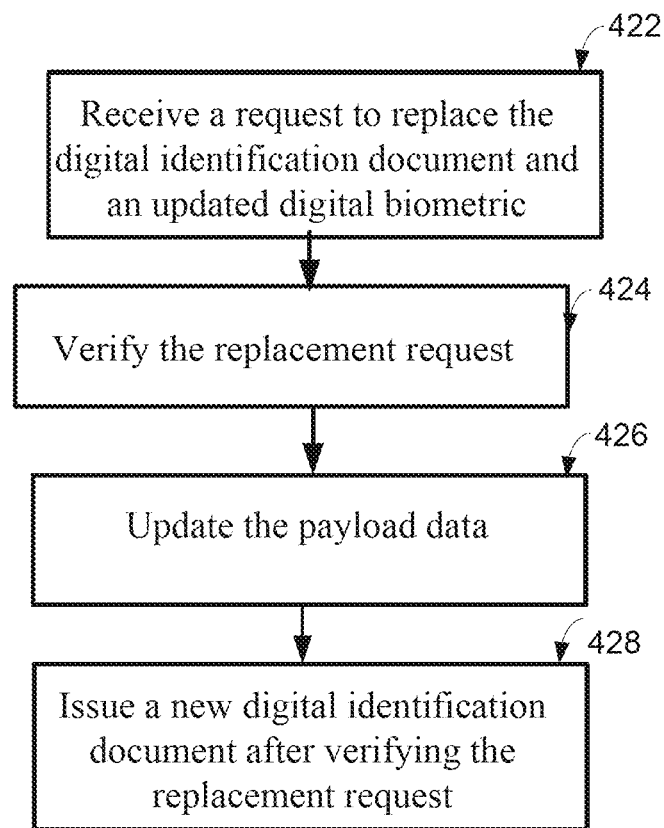 422
Receive a request to replace the
digital identification document and
an updated digital biometric
424
Verify the replacement request
426
Update the payload data
428
Issue a new digital identification
document after verifying the
replacement request